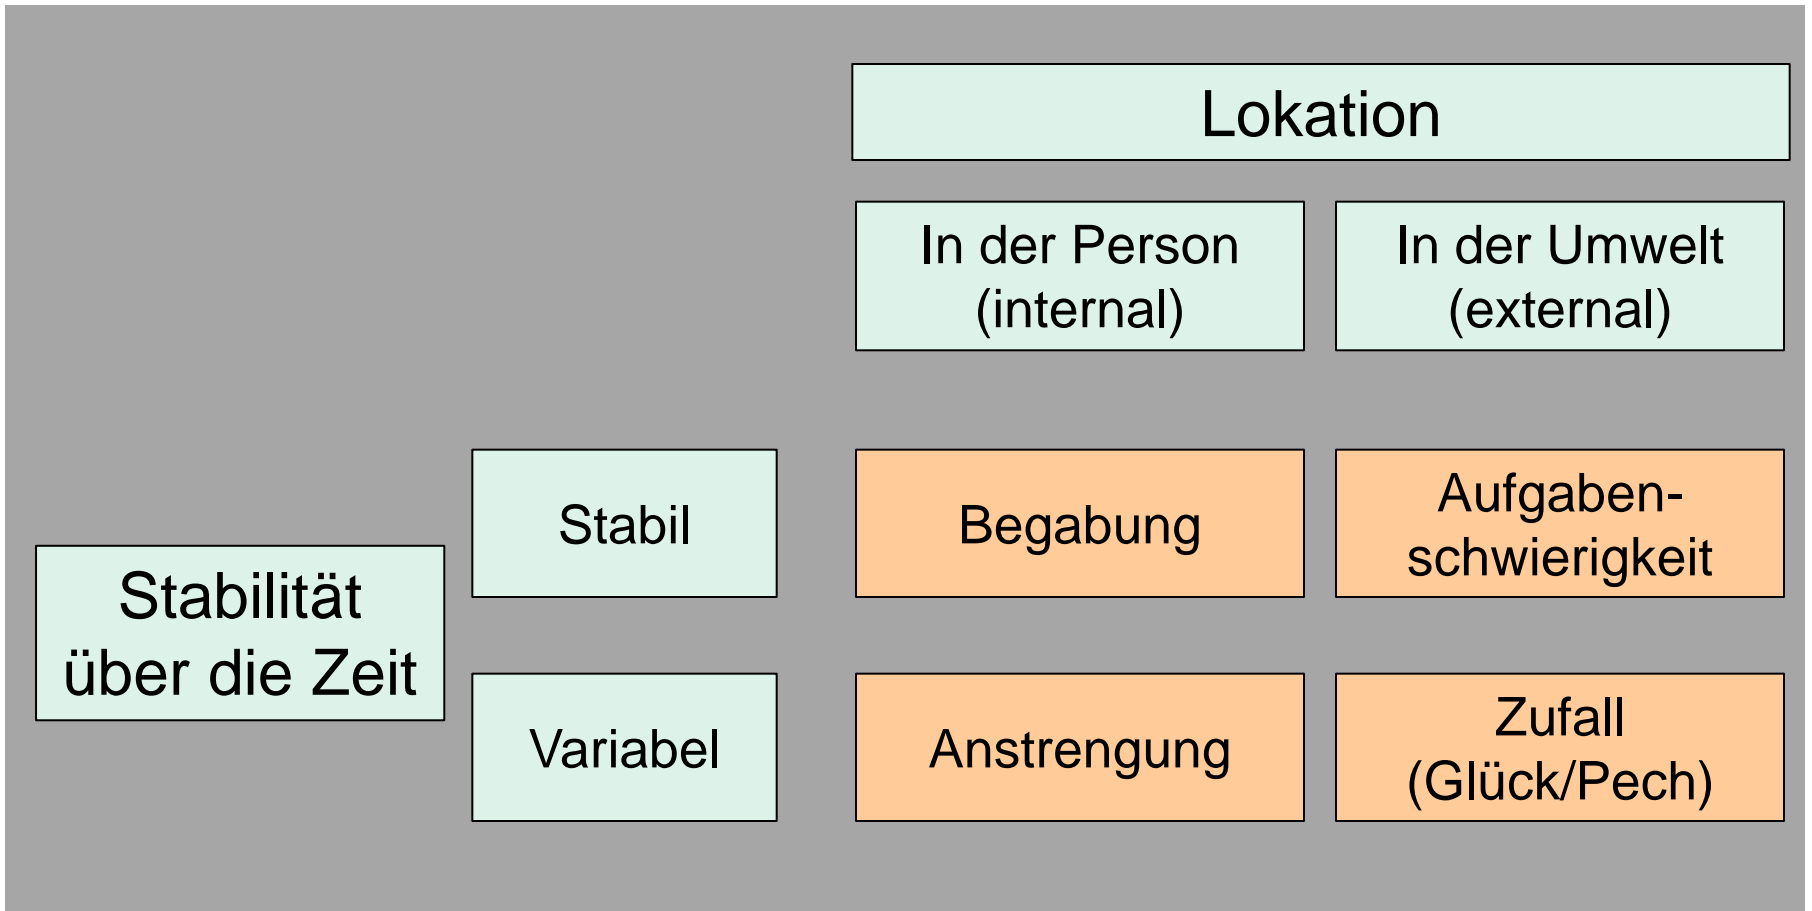 Lokation
In der Person
(internal)
In der Umwelt
(external)
Stabilität
über die Zeit
Stabil
Begabung
Aufgaben-
schwierigkeit
Variabel
Anstrengung
Zufall
(Glück/Pech)